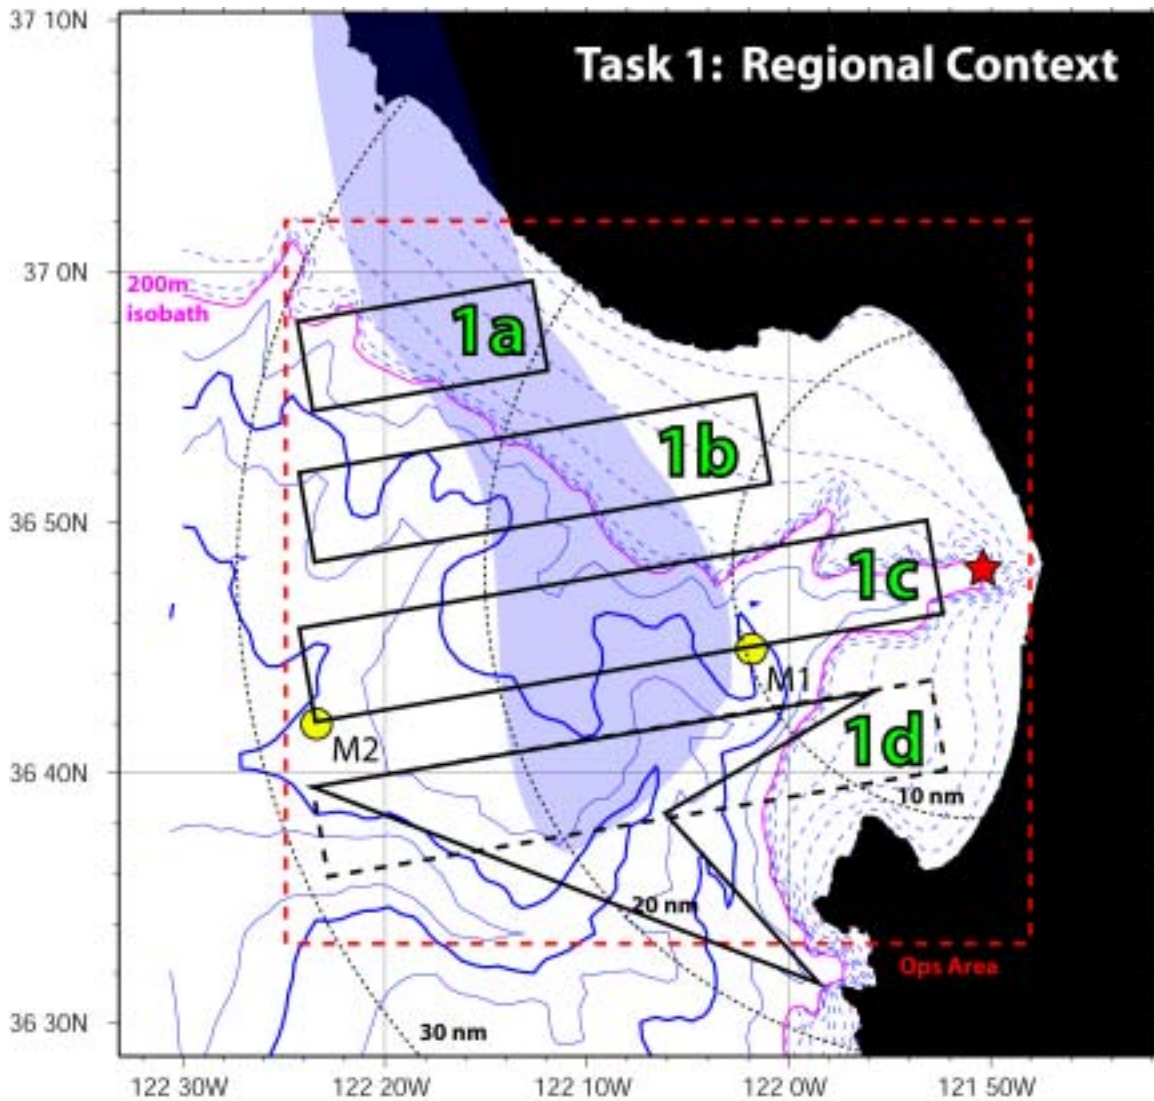 37 10N
Task 1: Regional Context
37 0N
200m
isobath
1a
1b
36 50N
1c
M1
M2
1d
36 40N
10 nm
20 nm
Ops Area
36 30N
30 nm
122 30W
122 20W
122 10W
122 0W
121 50W